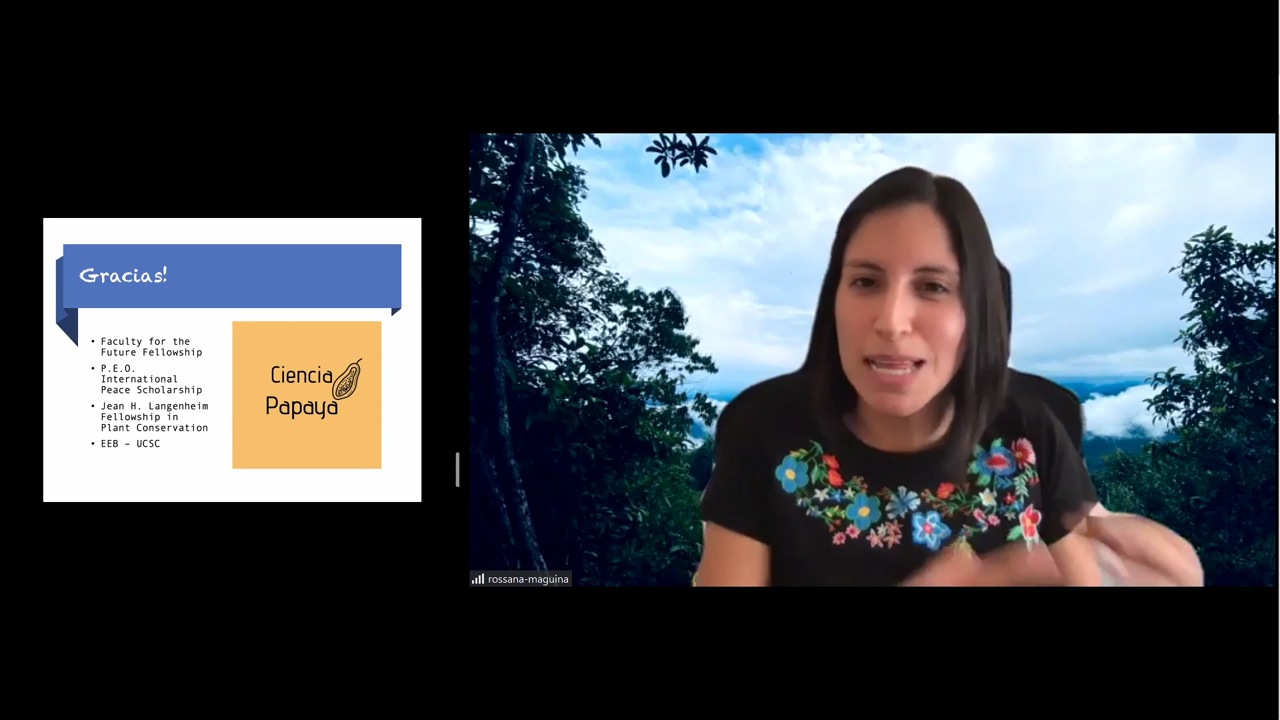 Gracias!
• Faculty for the
Future Fellowship
• P.E.O.
International
Peace Scholarship
• Jean H. Langenheim
Fellowship in
Plant Conservation
• EEB – UCSC
Ciencia
Papaya
rossana-maguina